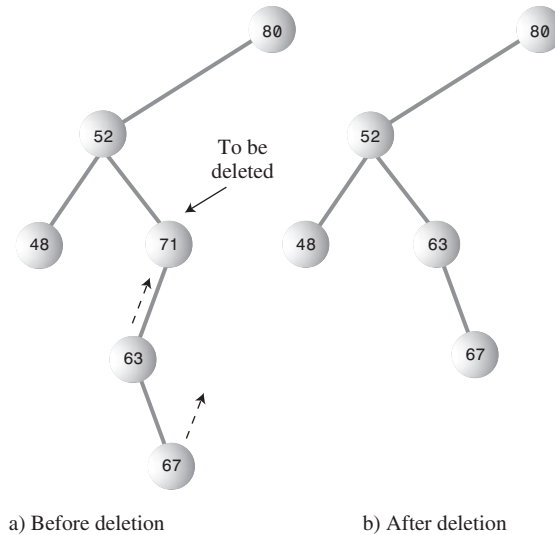 80
52
To be
deleted
48
71
63
67
a) Before deletion
80
52
48
63
67
b) After deletion